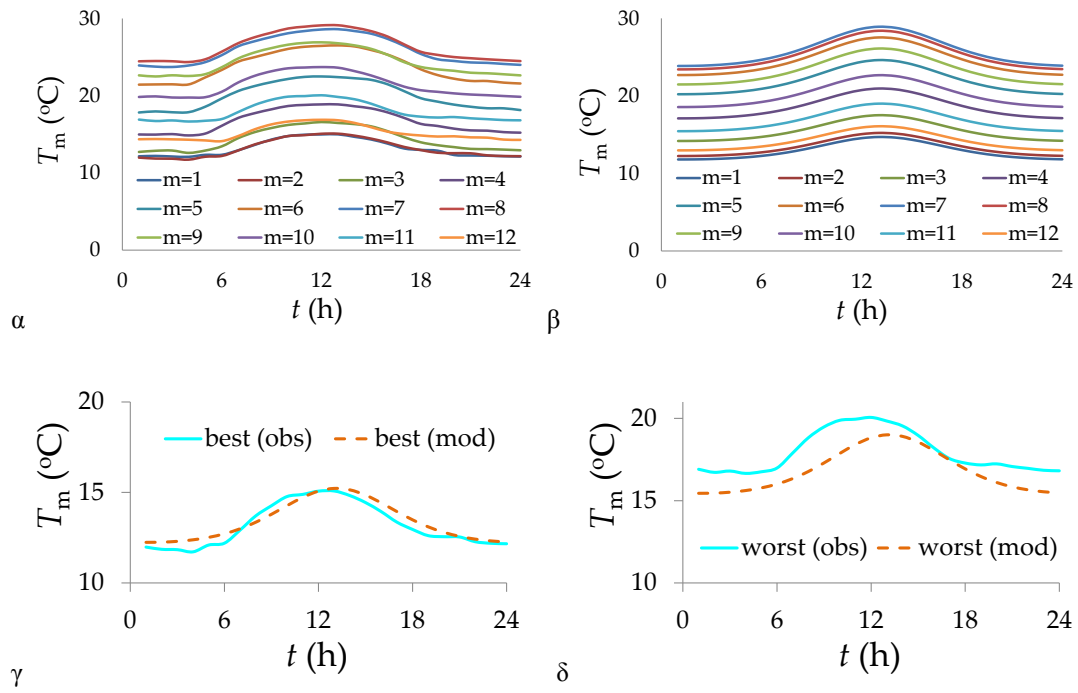 30
20
10
0
T_m (°C)
m=1 m=2 m=3 m=4
m=5 m=6 m=7 m=8
m=9 m=10 m=11 m=12
0 6 12 18 24
t (h)
α
30
20
10
0
T_m (°C)
m=1 m=2 m=3 m=4
m=5 m=6 m=7 m=8
m=9 m=10 m=11 m=12
0 6 12 18 24
t (h)
β
20
15
10
T_m (°C)
best (obs) best (mod)
0 6 12 18 24
t (h)
γ
20
15
10
T_m (°C)
worst (obs) worst (mod)
0 6 12 18 24
t (h)
δ